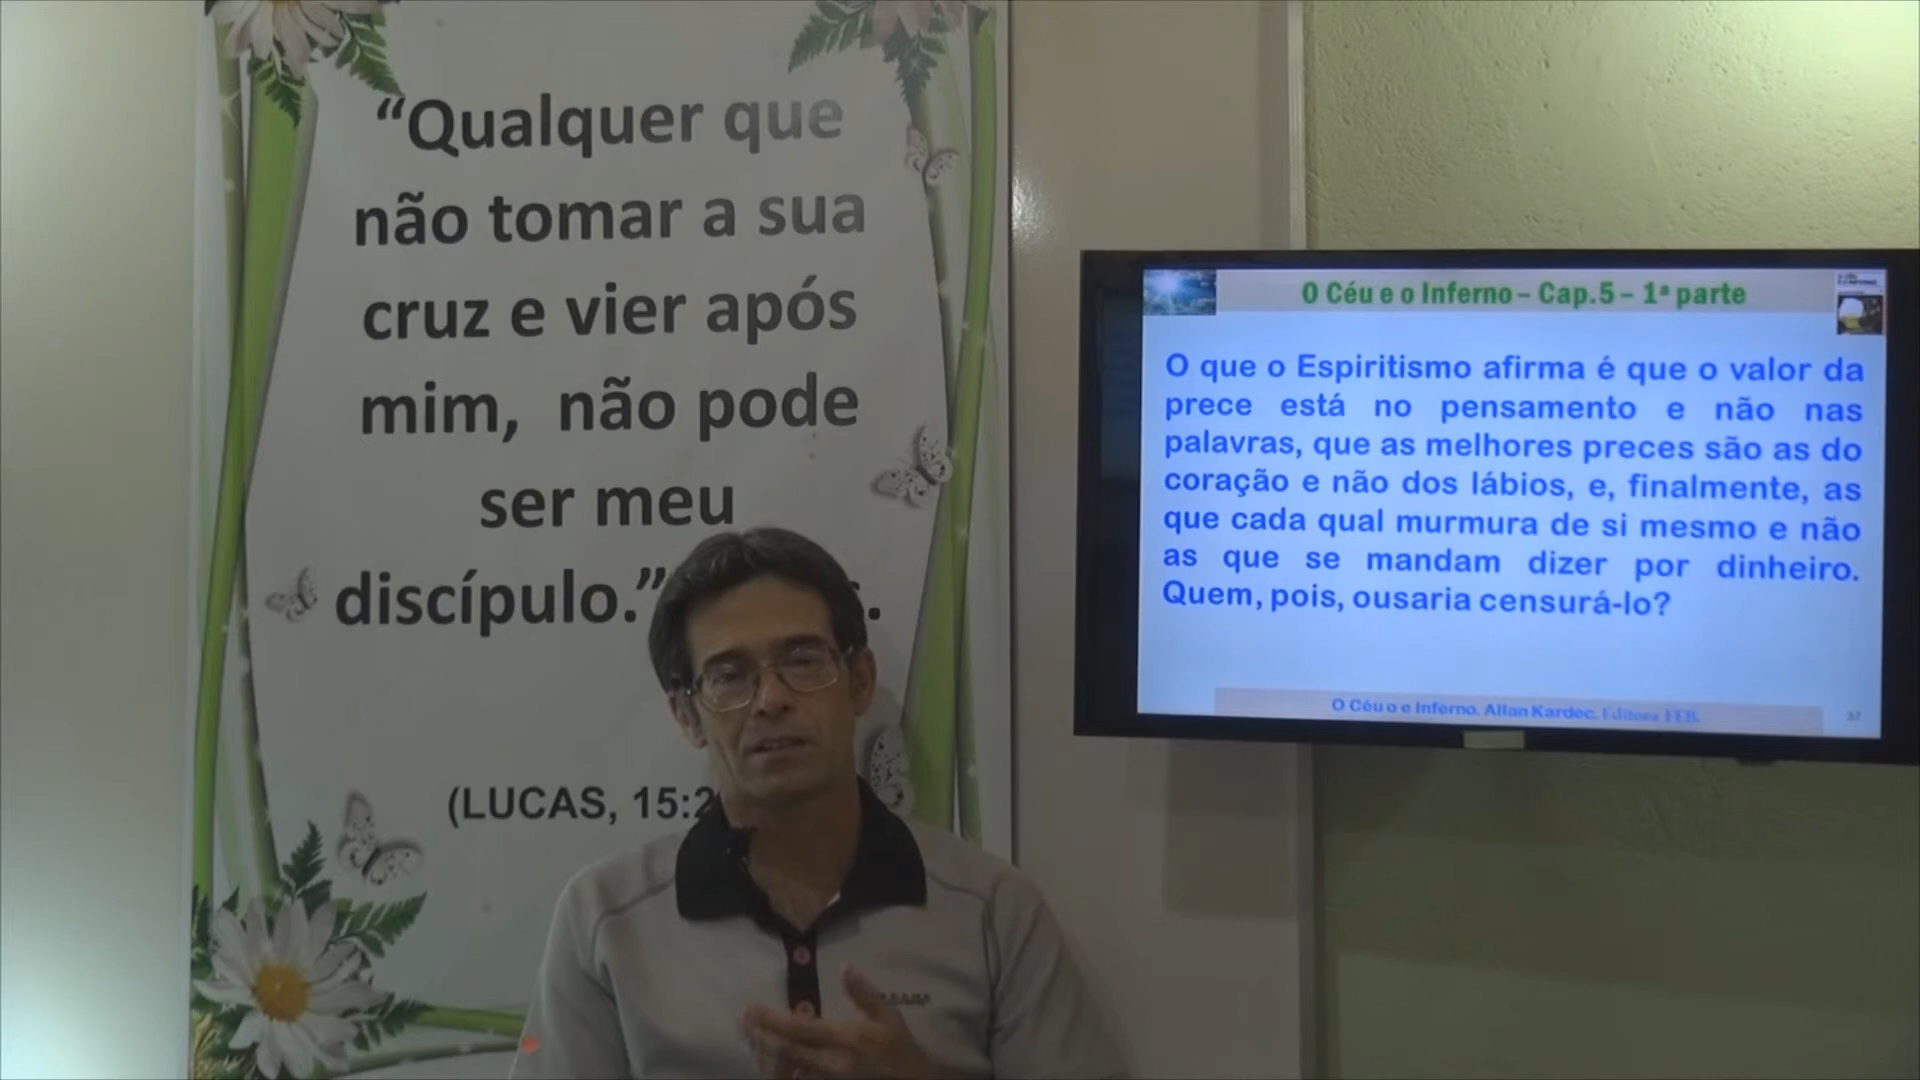 “Qualquer que
não tomar a sua
cruz e vier após
mim, não pode
ser meu
discípulo.”
(LUCAS, 15:2
O Céu e o Inferno – Cap.5 – 1ª parte
O que o Espiritismo afirma é que o valor da
prece está no pensamento e não nas
palavras, que as melhores preces são as do
coração e não dos lábios, e, finalmente, as
que cada qual murmura de si mesmo e não
as que se mandam dizer por dinheiro.
Quem, pois, ousaria censurá-lo?
O Céu o e Inferno. Allan Kardec. Editora FEB.
37